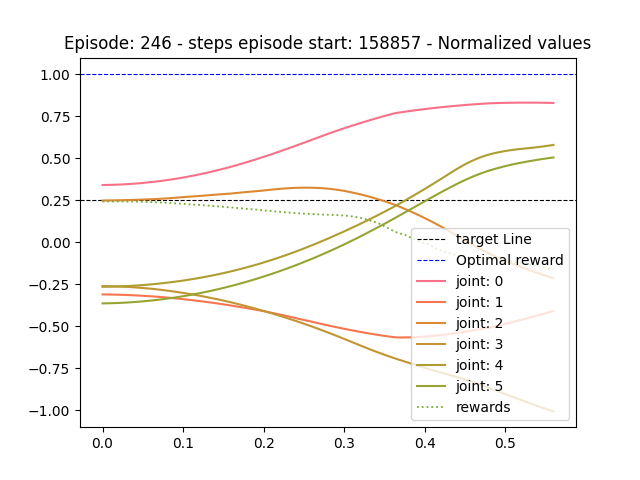 Episode: 246 - steps episode start: 158857 - Normalized values
1.00
0.75
0.50
0.25
0.00
−0.25
−0.50
−0.75
−1.00
0.0 0.1 0.2 0.3 0.4 0.5
target Line
Optimal reward
joint: 0
joint: 1
joint: 2
joint: 3
joint: 4
joint: 5
rewards